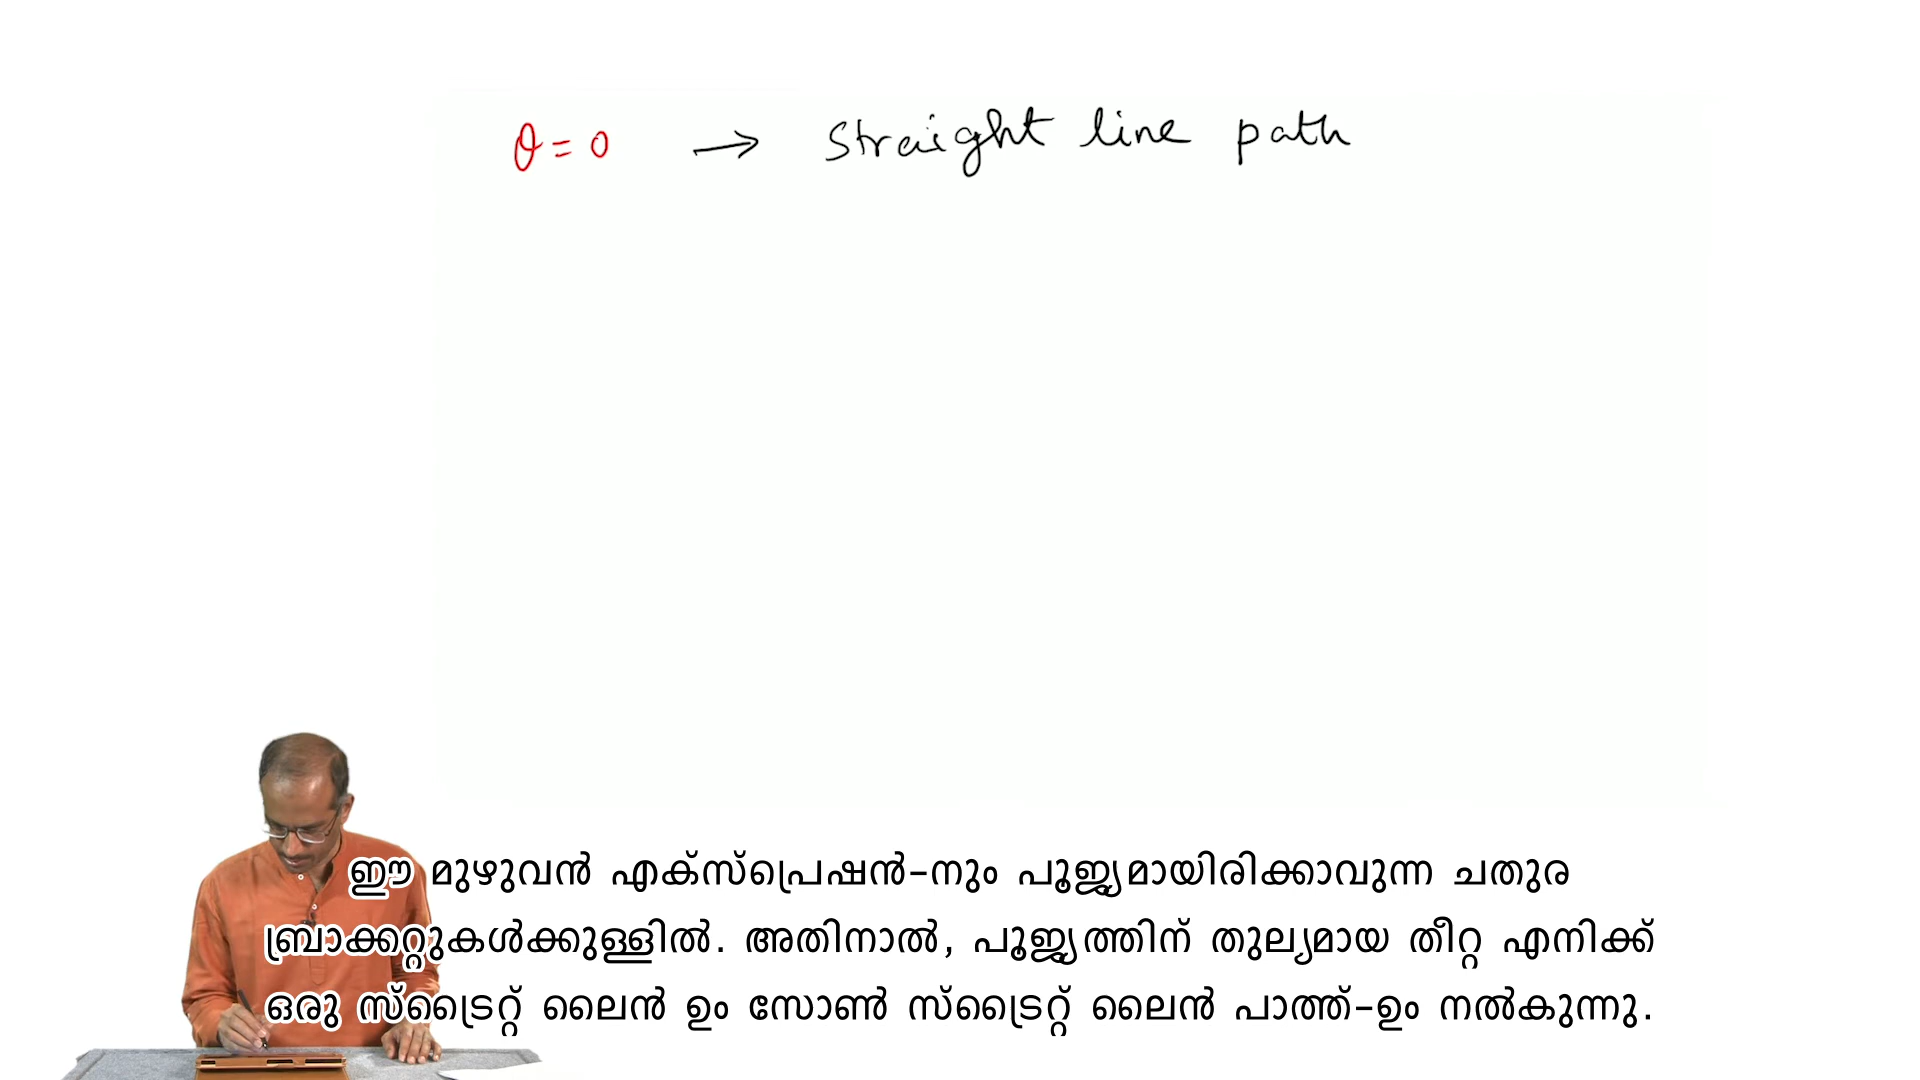 θ = 0 → straight line path
ഈ മുഴുവൻ എക്സ്പ്രെഷൻ-നും പൂജ്യമായിരിക്കാവുന്ന ചതുര
ബ്രാക്കറ്റുകൾക്കുള്ളിൽ. അതിനാൽ, പൂജ്യത്തിന് തുല്യമായ തീറ്റ എനിക്ക്
ഒരു സ്ട്രൈറ്റ് ലൈൻ ഉം സോൺ സ്ട്രൈറ്റ് ലൈൻ പാത്ത്-ഉം നൽകുന്നു.